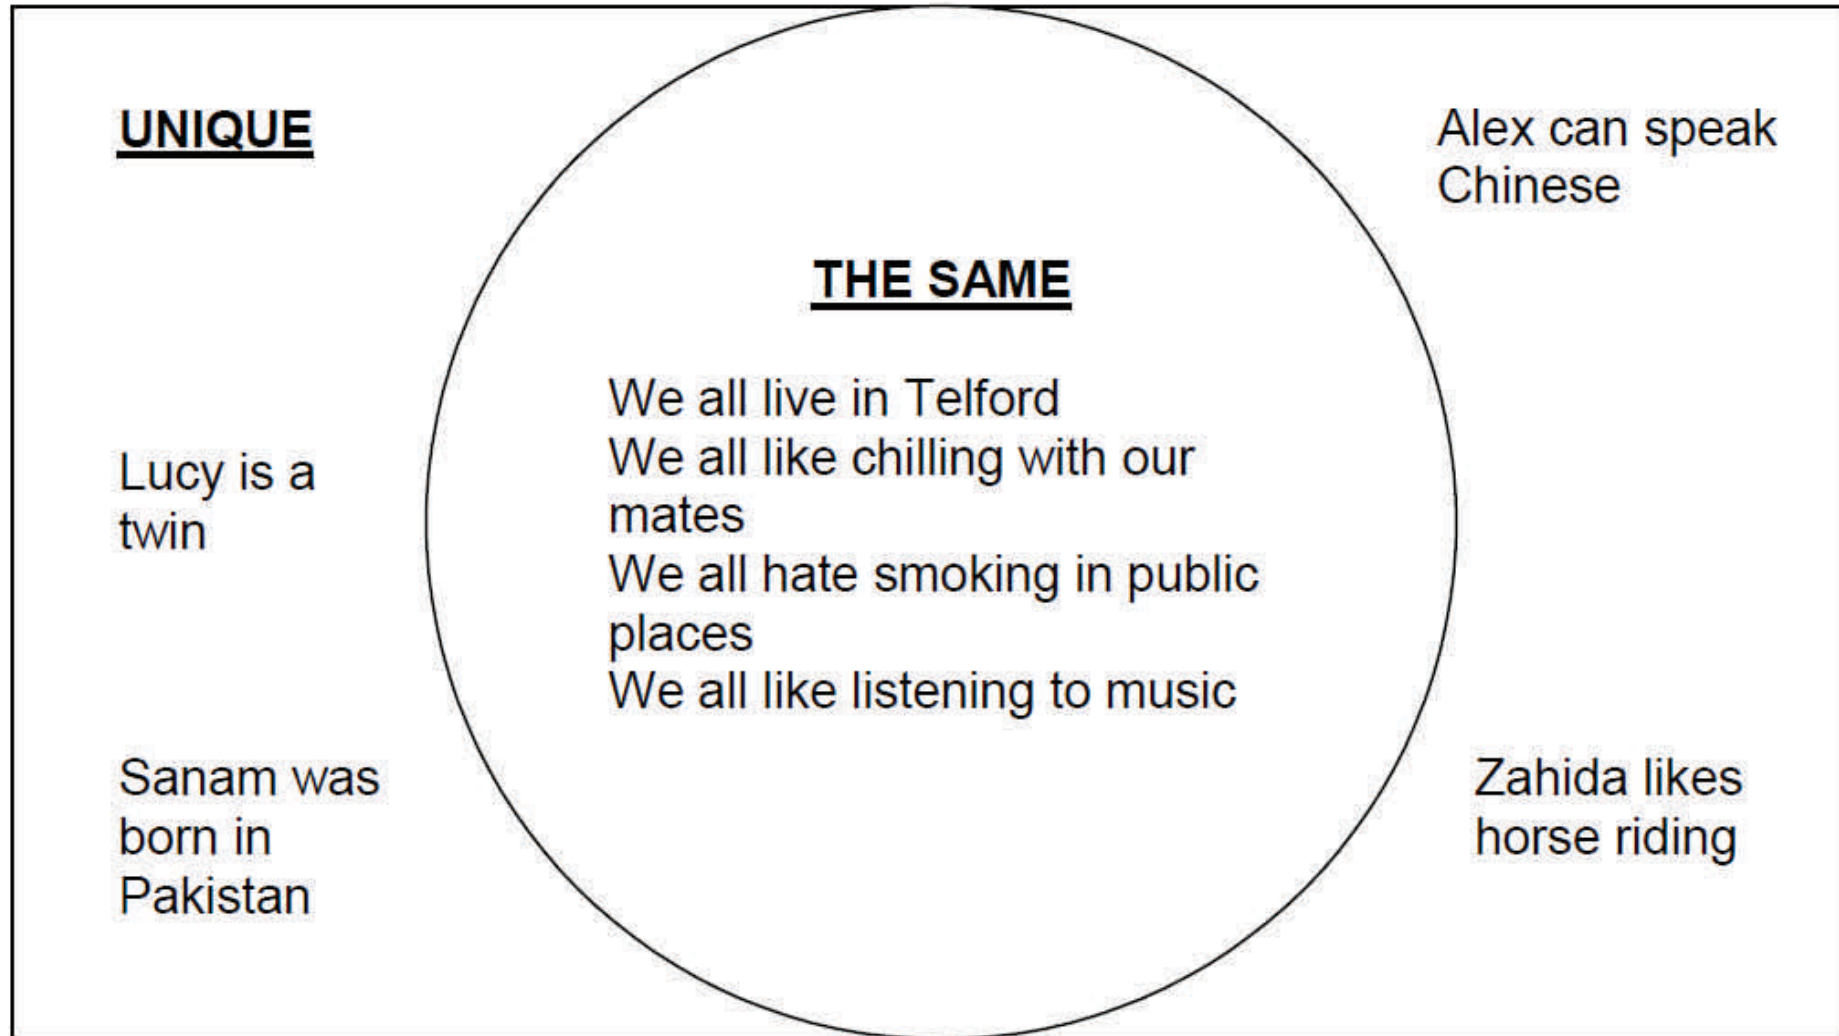 UNIQUE
Alex can speak
Chinese
THE SAME
We all live in Telford
We all like chilling with our
mates
We all hate smoking in public
places
We all like listening to music
Lucy is a
twin
Sanam was
born in
Pakistan
Zahida likes
horse riding